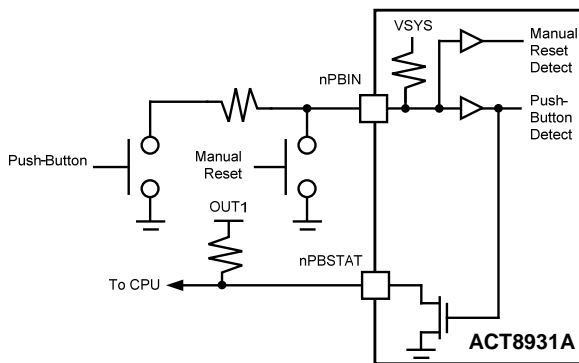 VSYS
Manual
Reset
Detect
nPBIN
Push-
Button
Detect
Push-Button
Manual
Reset
OUT1
nPBSTAT
To CPU
ACT8931A